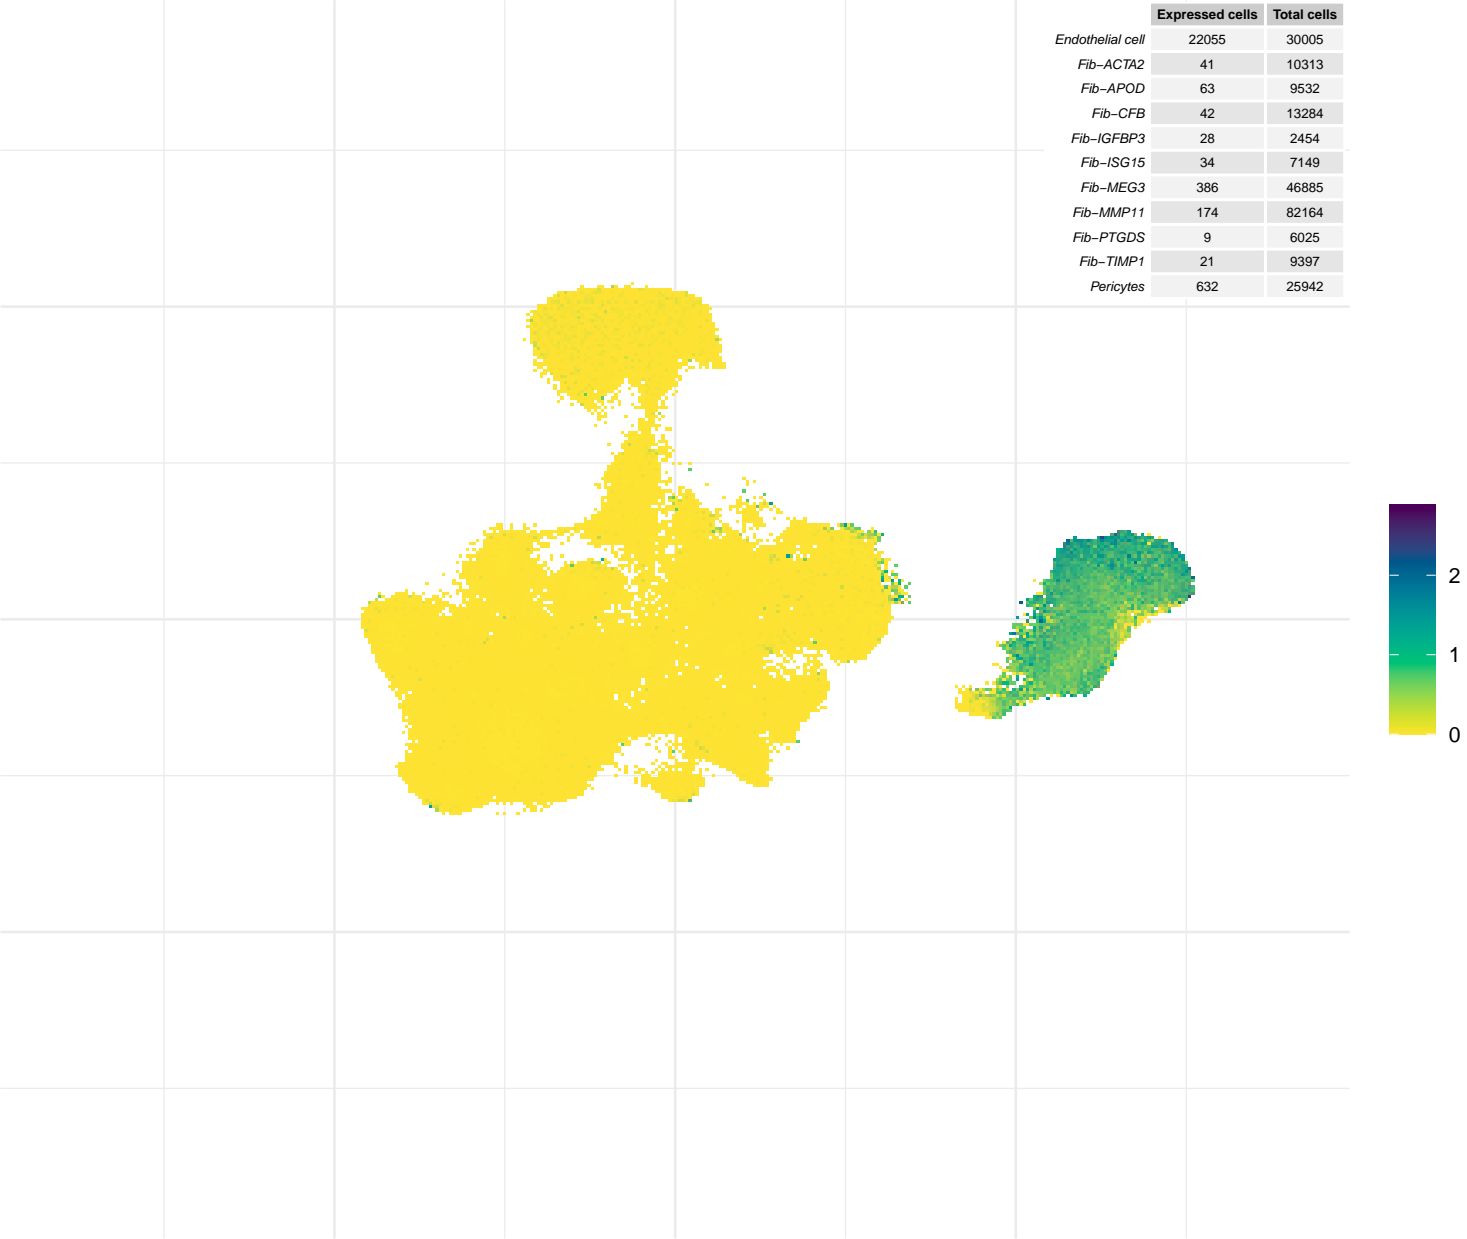 Expressed cells Total cells
Endothelial cell 22055 30005
Fib−ACTA2 41 10313
Fib−APOD 63 9532
Fib−CFB 42 13284
Fib−IGFBP3 28 2454
Fib−ISG15 34 7149
Fib−MEG3 386 46885
Fib−MMP11 174 82164
Fib−PTGDS 9 6025
Fib−TIMP1 21 9397
Pericytes 632 25942
2
1
0